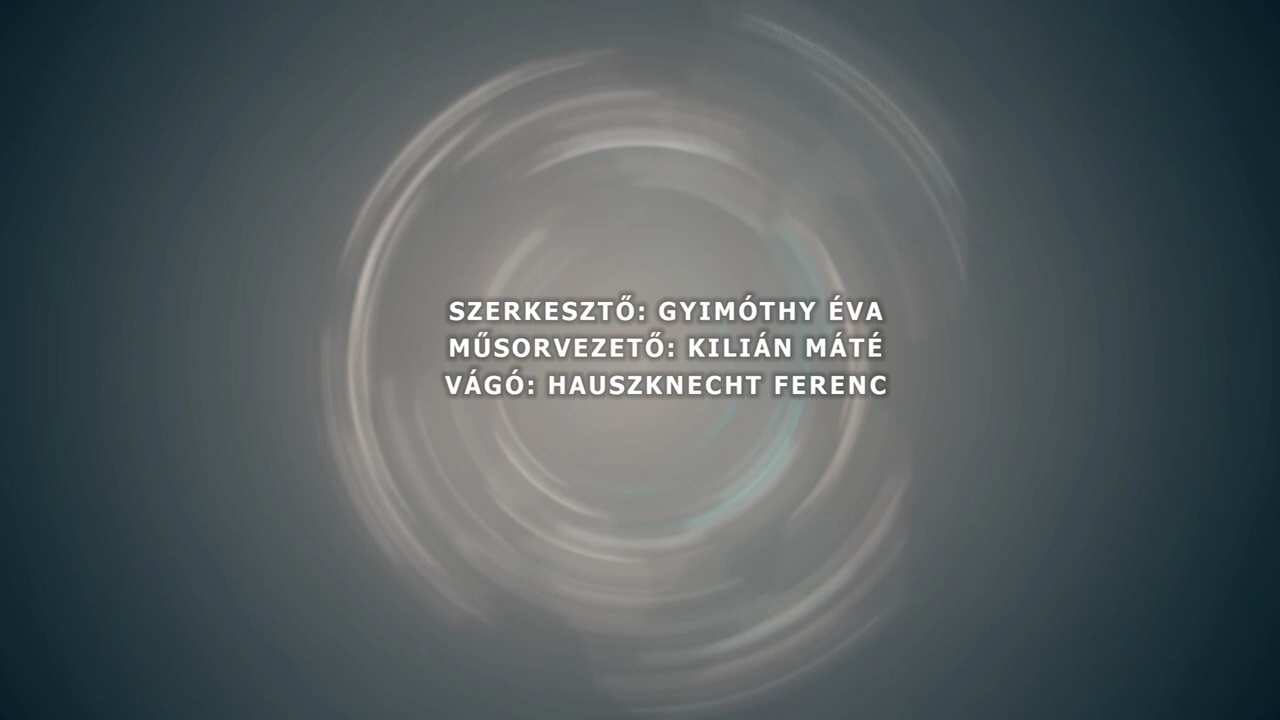 SZERKESZTŐ: GYIMÓTHY ÉVA
MŰSORVEZETŐ: KILIÁN MÁTÉ
VÁGÓ: HAUSZKNECHT FERENC